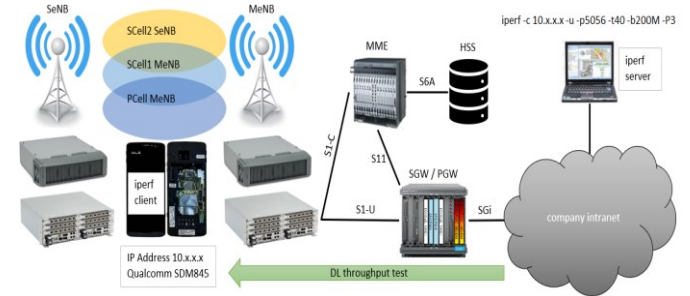 SeNB
MeNB
iperf -c 10.x.x.x -u -p5056 -t40 -b200M -P3
SCell2 SeNB
SCell1 MeNB
PCell MeNB
MME
HSS
iperf
server
S6A
S1-C
S11
iperf
client
SGW / PGW
S1-U
SGi
company intranet
IP Address 10.x.x.x
Qualcomm SDM845
DL throughput test